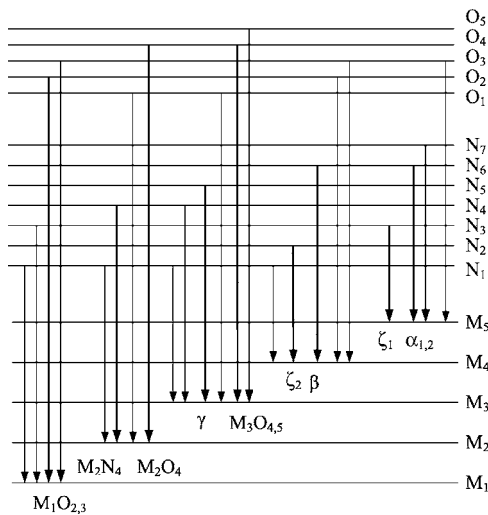 O₅
O₄
O₃
O₂
O₁
N₇
N₆
N₅
N₄
N₃
N₂
N₁
M₅
ζ₁ α₁,₂
M₄
ζ₂ β
M₃
γ M₃O₄,₅
M₂
M₂N₄ M₂O₄
M₁
M₁O₂,₃